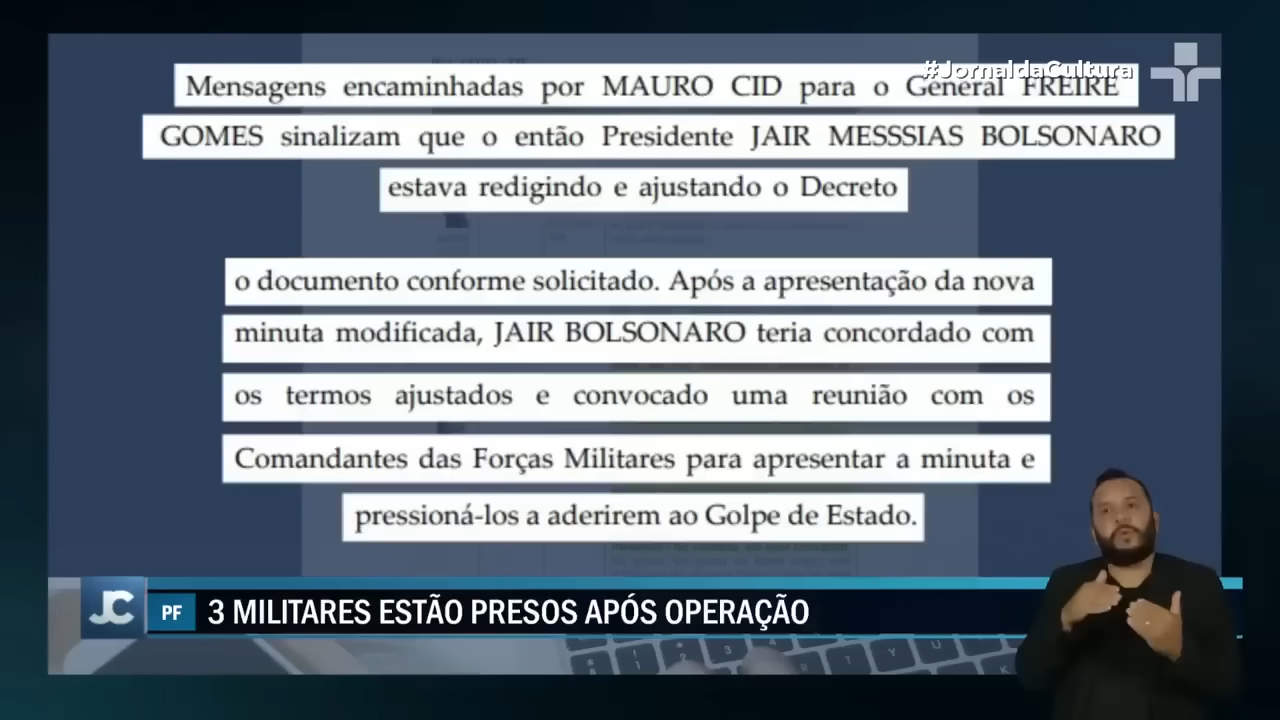 #JornaldaCultura
Mensagens encaminhadas por MAURO CID para o General FREIRE
GOMES sinalizam que o então Presidente JAIR MESSSIAS BOLSONARO
estava redigindo e ajustando o Decreto
o documento conforme solicitado. Após a apresentação da nova
minuta modificada, JAIR BOLSONARO teria concordado com
os termos ajustados e convocado uma reunião com os
Comandantes das Forças Militares para apresentar a minuta e
pressioná-los a aderirem ao Golpe de Estado.
JC PF 3 MILITARES ESTÃO PRESOS APÓS OPERAÇÃO